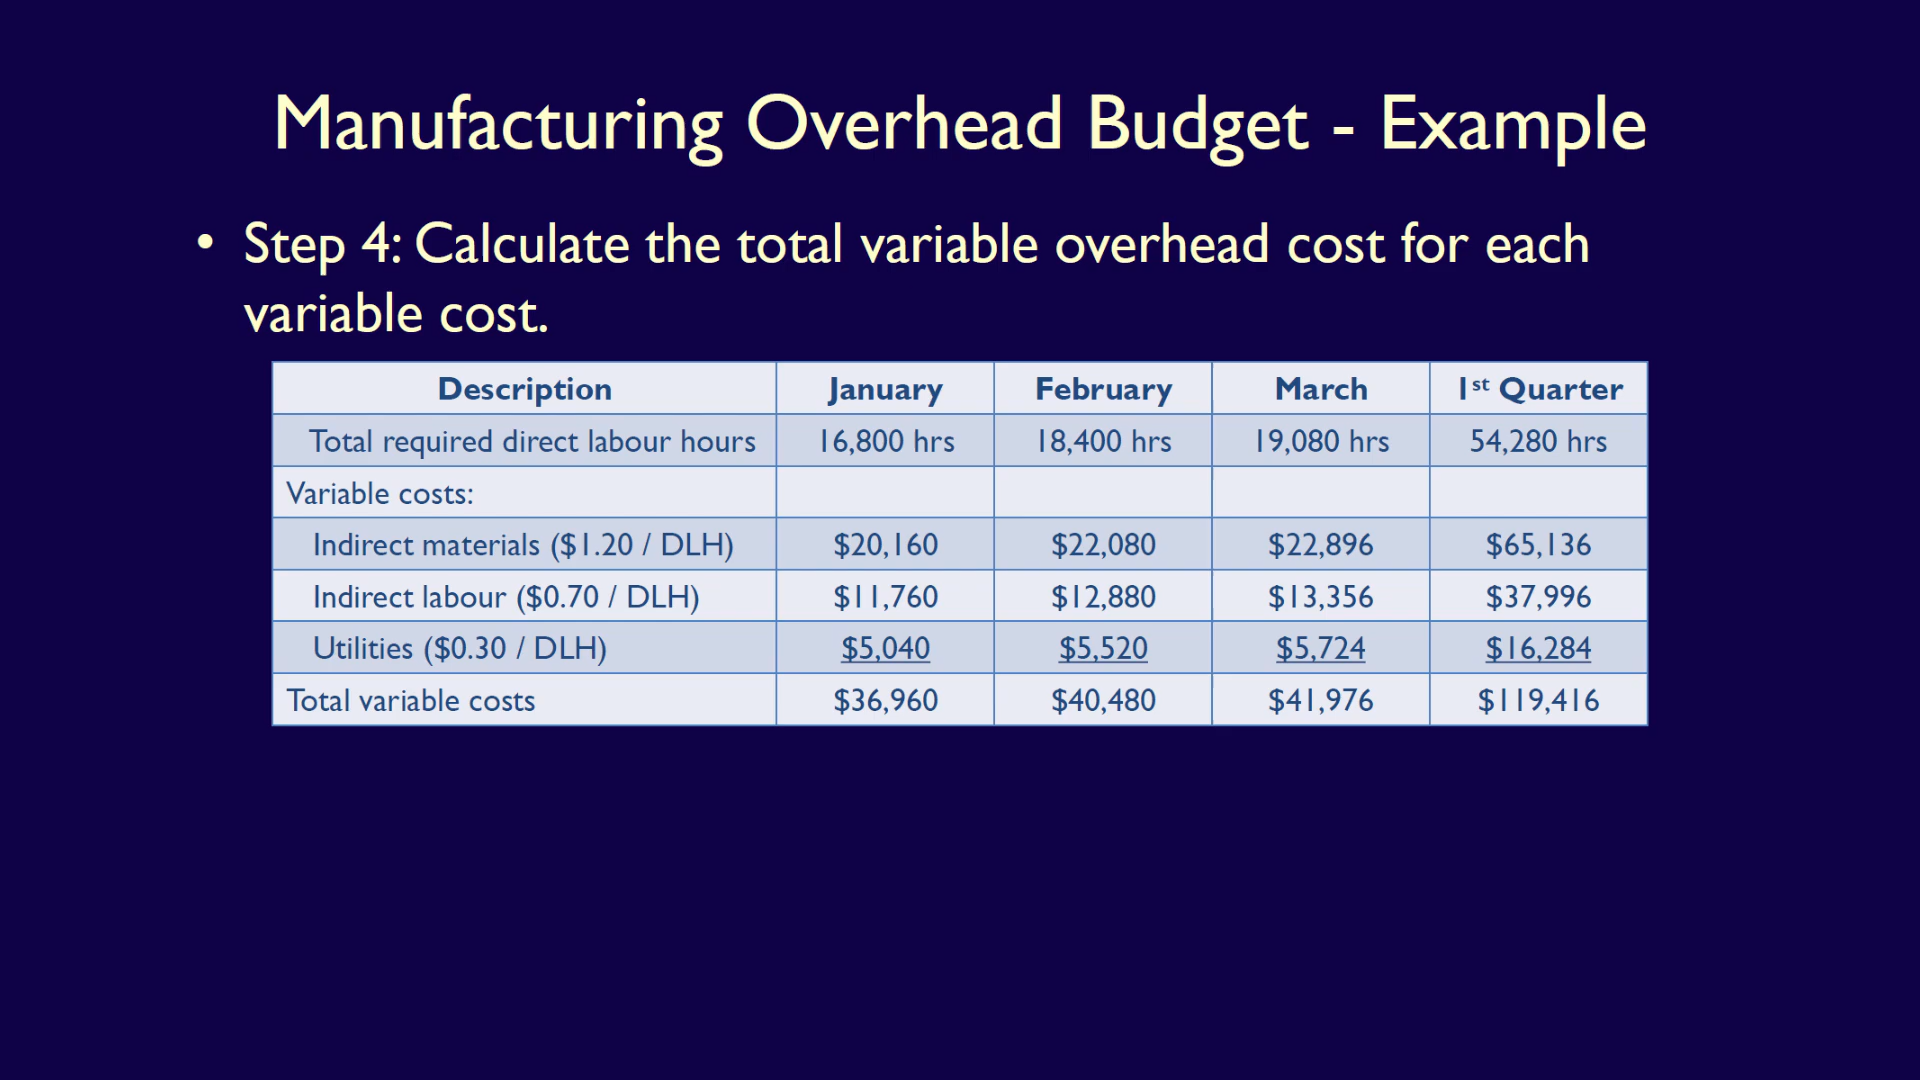 Manufacturing Overhead Budget - Example
• Step 4: Calculate the total variable overhead cost for each
variable cost.
Description January February March 1st Quarter
Total required direct labour hours 16,800 hrs 18,400 hrs 19,080 hrs 54,280 hrs
Variable costs:
Indirect materials ($1.20 / DLH) $20,160 $22,080 $22,896 $65,136
Indirect labour ($0.70 / DLH) $11,760 $12,880 $13,356 $37,996
Utilities ($0.30 / DLH) $5,040 $5,520 $5,724 $16,284
Total variable costs $36,960 $40,480 $41,976 $119,416